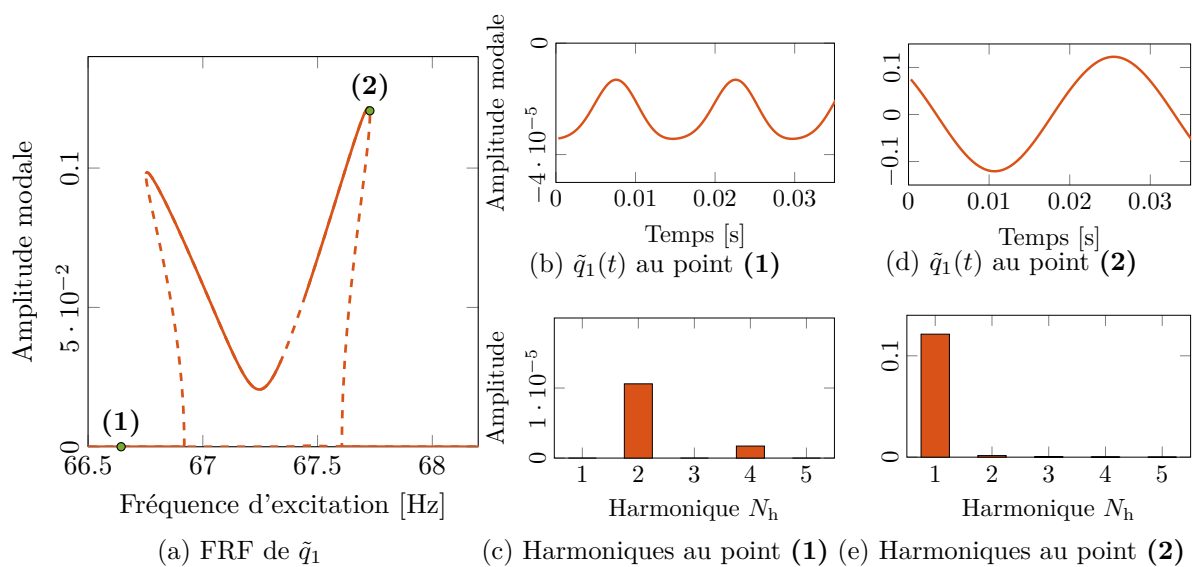 Amplitude modale
0
5 · 10⁻²
0.1
(1)
(2)
66.5 67 67.5 68
Fréquence d'excitation [Hz]
(a) FRF de q̃₁
Amplitude modale
0
−4 · 10⁻⁵
0 0.01 0.02 0.03
Temps [s]
(b) q̃₁(t) au point (1)
0.1
−0.1
0 0.01 0.02 0.03
Temps [s]
(d) q̃₁(t) au point (2)
Amplitude
1 · 10⁻⁵
0
1 2 3 4 5
Harmonique Nₕ
(c) Harmoniques au point (1)
0.1
0
1 2 3 4 5
Harmonique Nₕ
(e) Harmoniques au point (2)